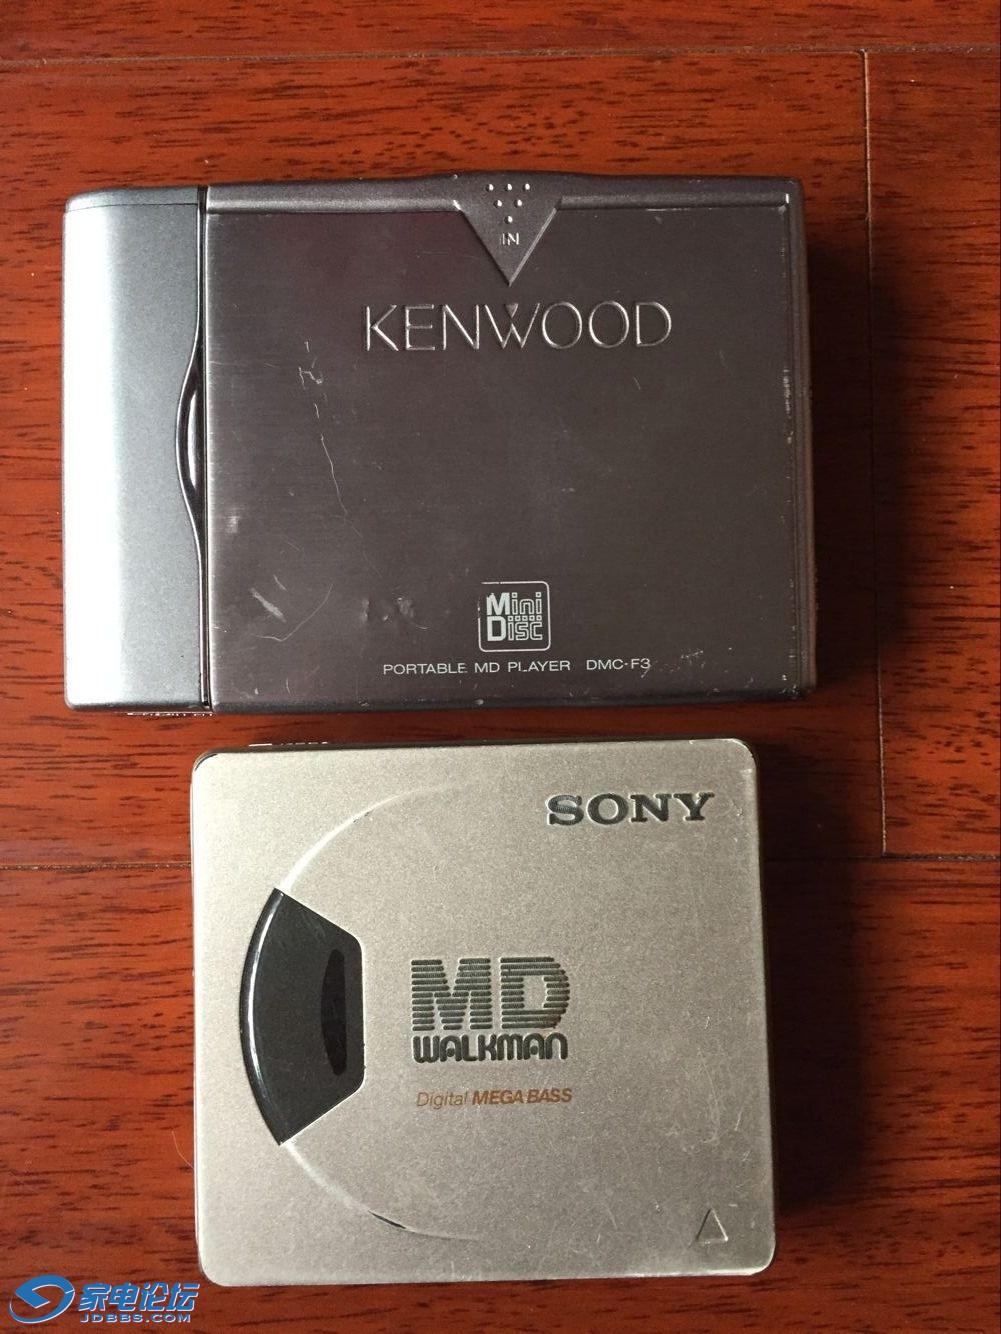 IN
KENWOOD
Mini
Disc
PORTABLE MD PLAYER DMC-F3
SONY
MD
WALKMAN
Digital MEGA BASS
家电论坛
JDBBS.COM